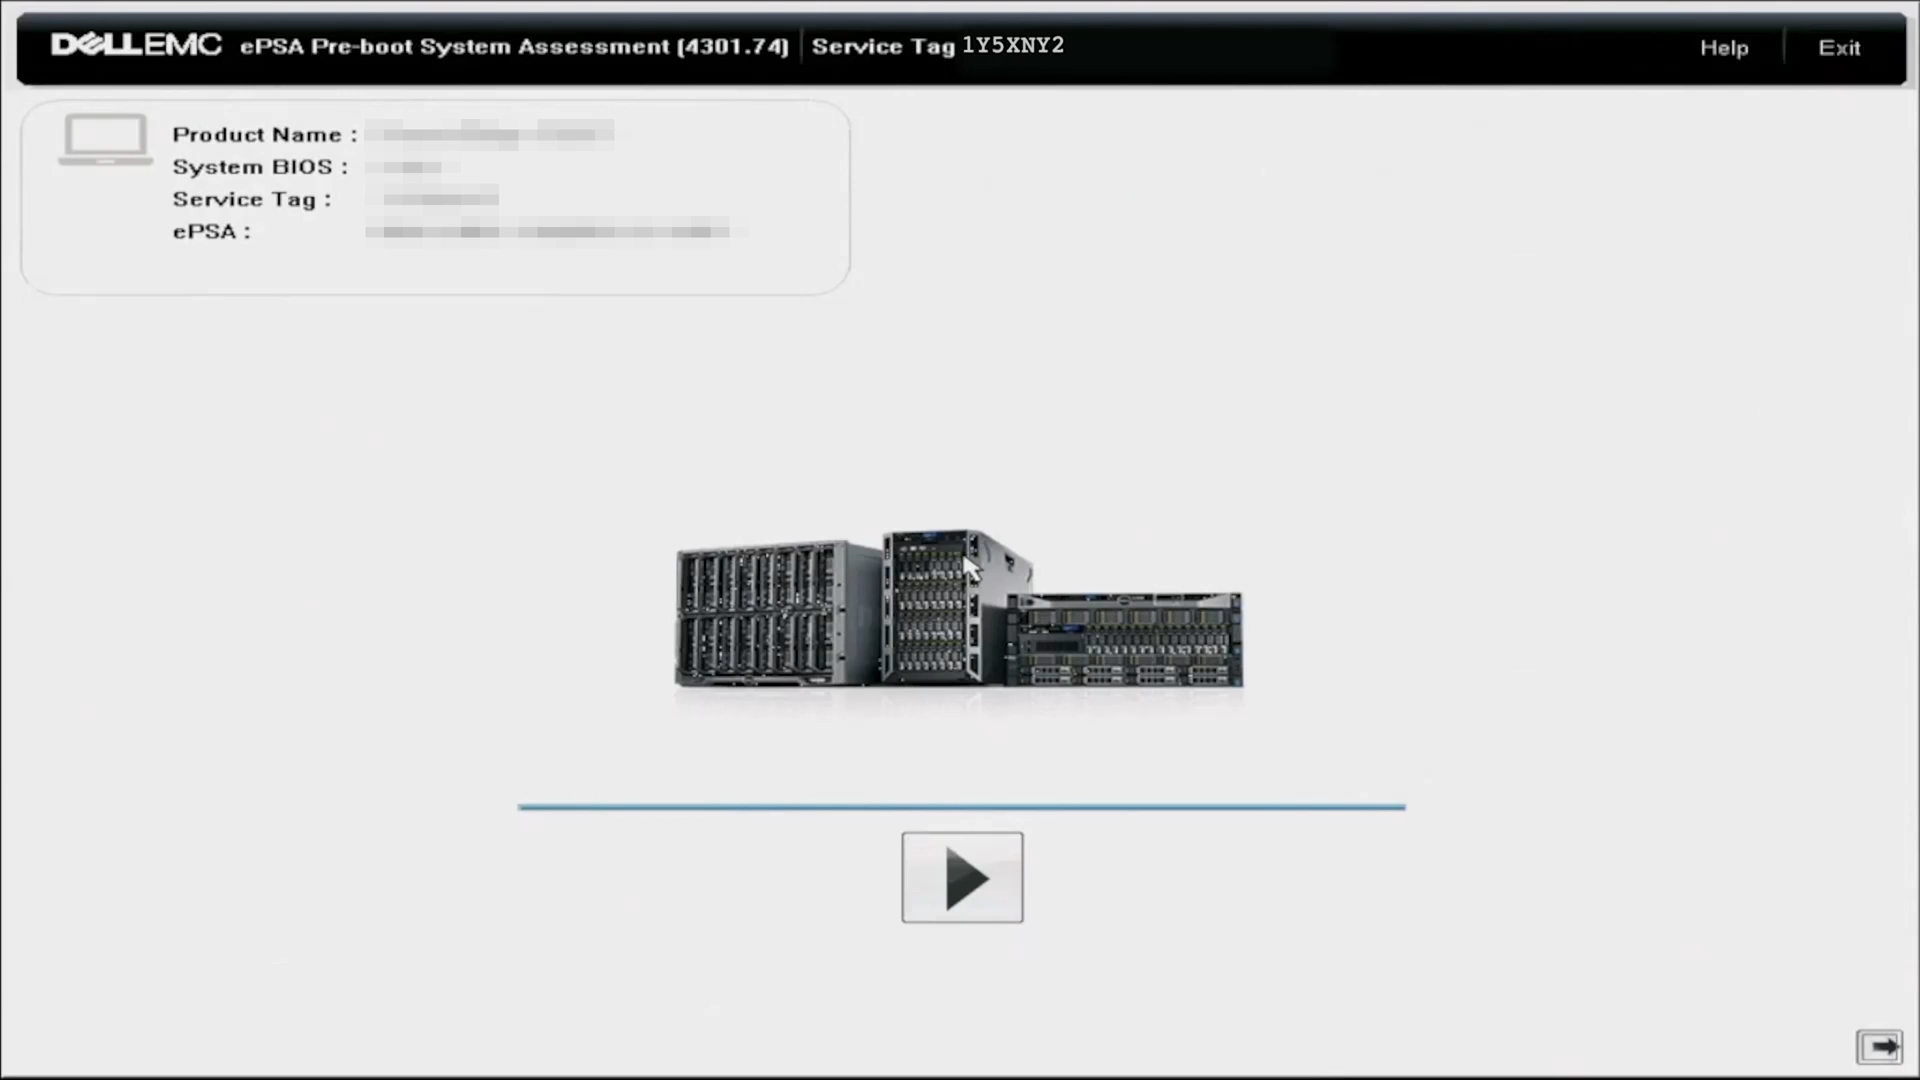 DELLEMC ePSA Pre-boot System Assessment (4301.74) Service Tag 1Y5XNY2 Help Exit
Product Name :
System BIOS :
Service Tag :
ePSA :